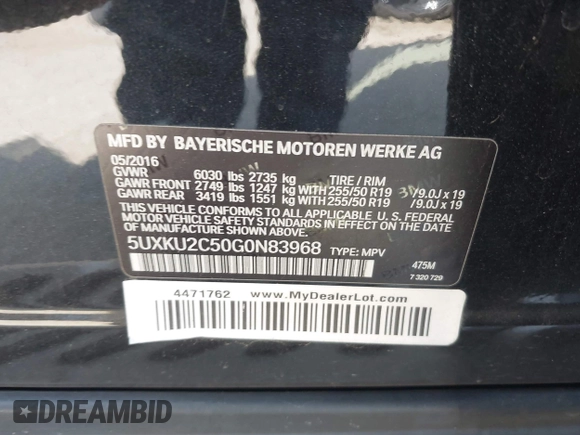 MFD BY BAYERISCHE MOTOREN WERKE AG
05/2016
GVWR 6030 lbs 2735 kg TIRE / RIM
GAWR FRONT 2749 lbs 1247 kg WITH 255/50 R19 /9.0J x 19
GAWR REAR 3419 lbs 1551 kg WITH 255/50 R19 /9.0J x 19
THIS VEHICLE CONFORMS TO ALL APPLICABLE U. S. FEDERAL
MOTOR VEHICLE SAFETY STANDARDS IN EFFECT ON THE DATE
OF MANUFACTURE SHOWN ABOVE.
5UXKU2C50G0N83968 TYPE: MPV
475M
7 320 729
4471762 www.MyDealerLot.com
DREAMBID